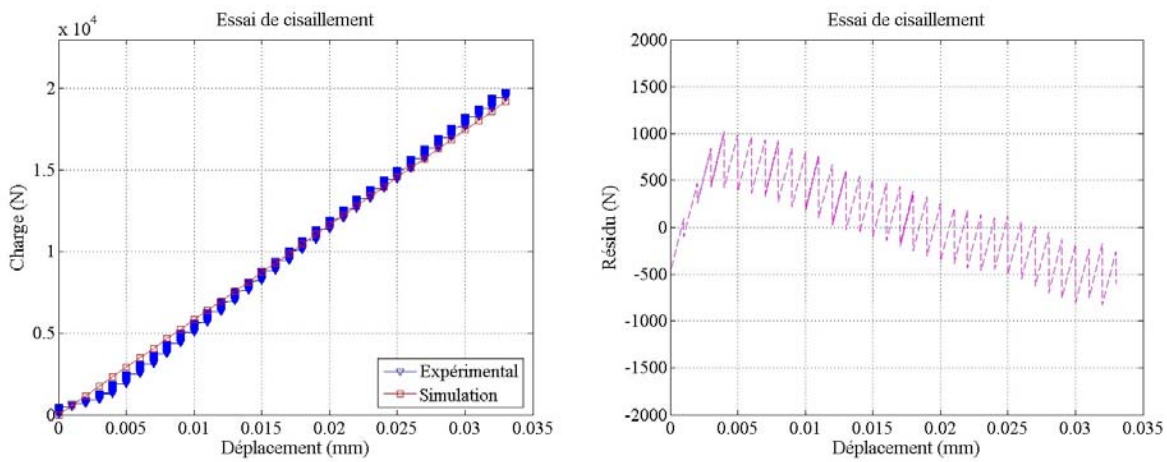 Essai de cisaillement
x 10^4
2
1.5
1
0.5
0
Charge (N)
Expérimental
Simulation
0 0.005 0.01 0.015 0.02 0.025 0.03 0.035
Déplacement (mm)
Essai de cisaillement
2000
1500
1000
500
0
-500
-1000
-1500
-2000
Résidu (N)
0 0.005 0.01 0.015 0.02 0.025 0.03 0.035
Déplacement (mm)